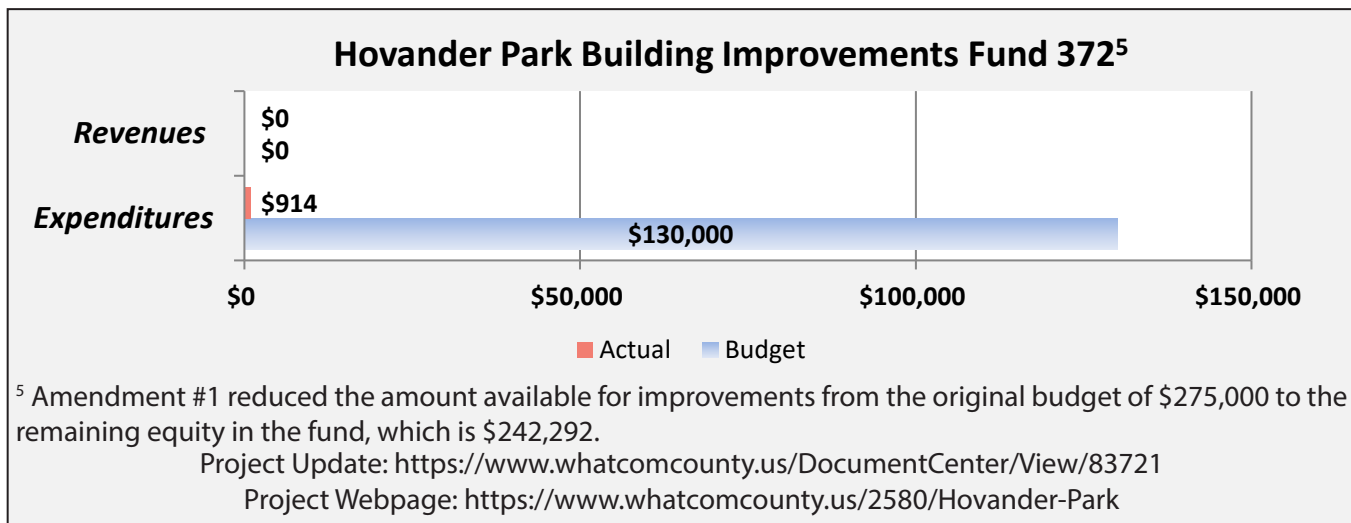 Hovander Park Building Improvements Fund 372⁵
Revenues
$0
$0
Expenditures
$914
$130,000
$0 $50,000 $100,000 $150,000
Actual Budget
⁵ Amendment #1 reduced the amount available for improvements from the original budget of $275,000 to the
remaining equity in the fund, which is $242,292.
Project Update: https://www.whatcomcounty.us/DocumentCenter/View/83721
Project Webpage: https://www.whatcomcounty.us/2580/Hovander-Park